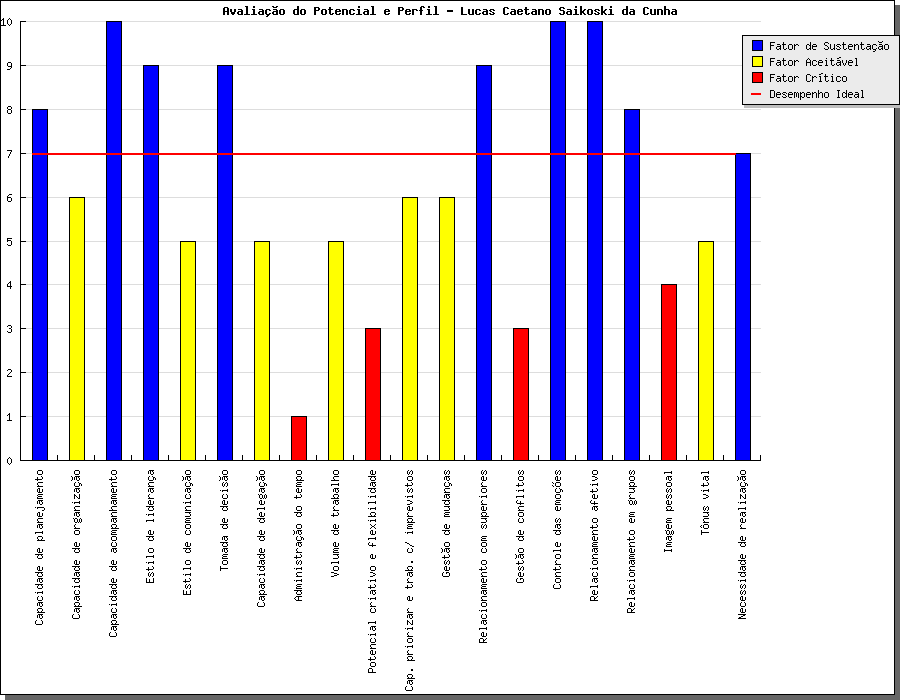 Avaliação do Potencial e Perfil - Lucas Caetano Saikoski da Cunha
Fator de Sustentação
Fator Aceitável
Fator Crítico
Desempenho Ideal
10
9
8
7
6
5
4
3
2
1
0
Capacidade de planejamento
Capacidade de organização
Capacidade de acompanhamento
Estilo de liderança
Estilo de comunicação
Tomada de decisão
Capacidade de delegação
Administração do tempo
Volume de trabalho
Potencial criativo e flexibilidade
Cap. priorizar e trab. c/ imprevistos
Gestão de mudanças
Relacionamento com superiores
Gestão de conflitos
Controle das emoções
Relacionamento afetivo
Relacionamento em grupos
Imagem pessoal
Tônus vital
Necessidade de realização